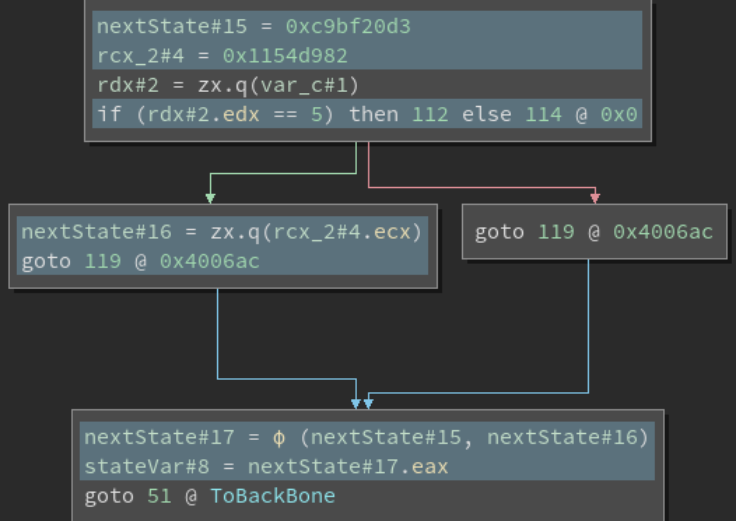 nextState#15 = 0xc9bf20d3
rcx_2#4 = 0x1154d982
rdx#2 = zx.q(var_c#1)
if (rdx#2.edx == 5) then 112 else 114 @ 0x0
nextState#16 = zx.q(rcx_2#4.ecx)
goto 119 @ 0x4006ac
goto 119 @ 0x4006ac
nextState#17 = ϕ (nextState#15, nextState#16)
stateVar#8 = nextState#17.eax
goto 51 @ ToBackBone